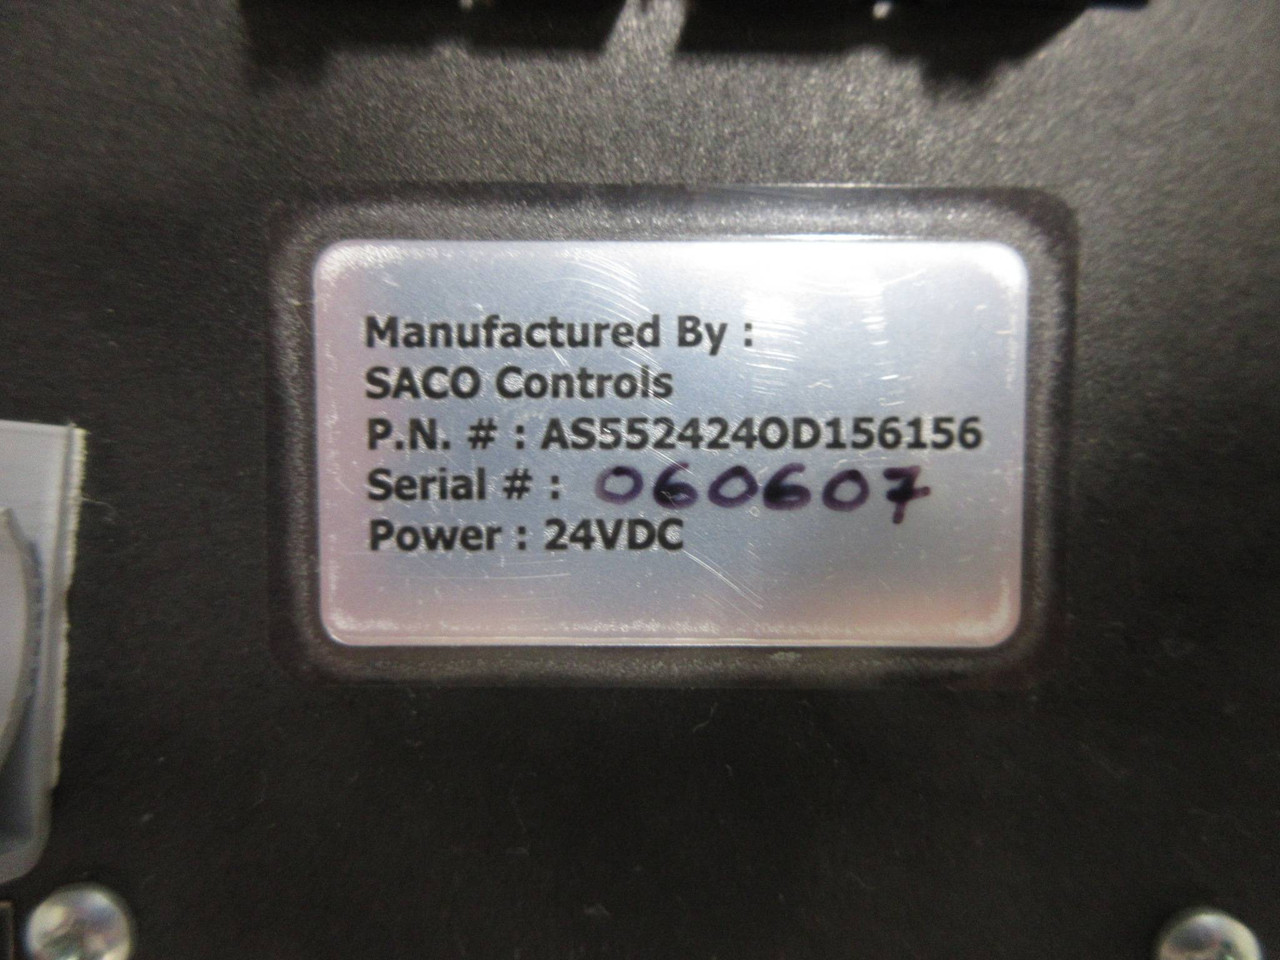 Manufactured By :
SACO Controls
P.N. # : AS552424OD156156
Serial # : 060607
Power : 24VDC